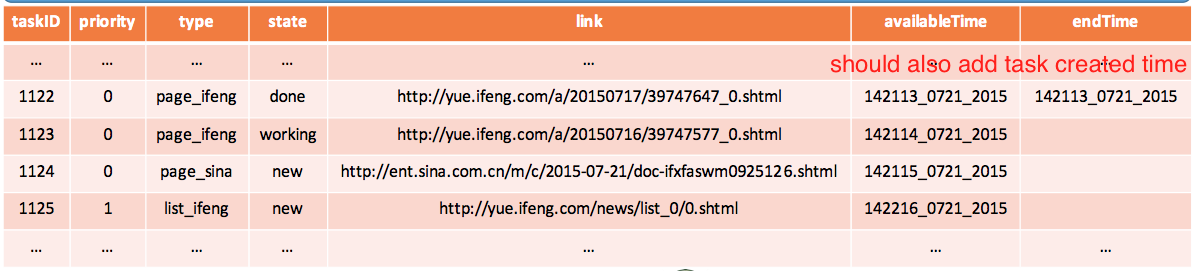 taskID priority type state link availableTime endTime
... ... ... ... ... ... ...
should also add task created time
1122 0 page_ifeng done http://yue.ifeng.com/a/20150717/39747647_0.shtml 142113_0721_2015 142113_0721_2015
1123 0 page_ifeng working http://yue.ifeng.com/a/20150716/39747577_0.shtml 142114_0721_2015
1124 0 page_sina new http://ent.sina.com.cn/m/c/2015-07-21/doc-ifxfaswm0925126.shtml 142115_0721_2015
1125 1 list_ifeng new http://yue.ifeng.com/news/list_0/0.shtml 142216_0721_2015
... ... ... ... ... ... ...